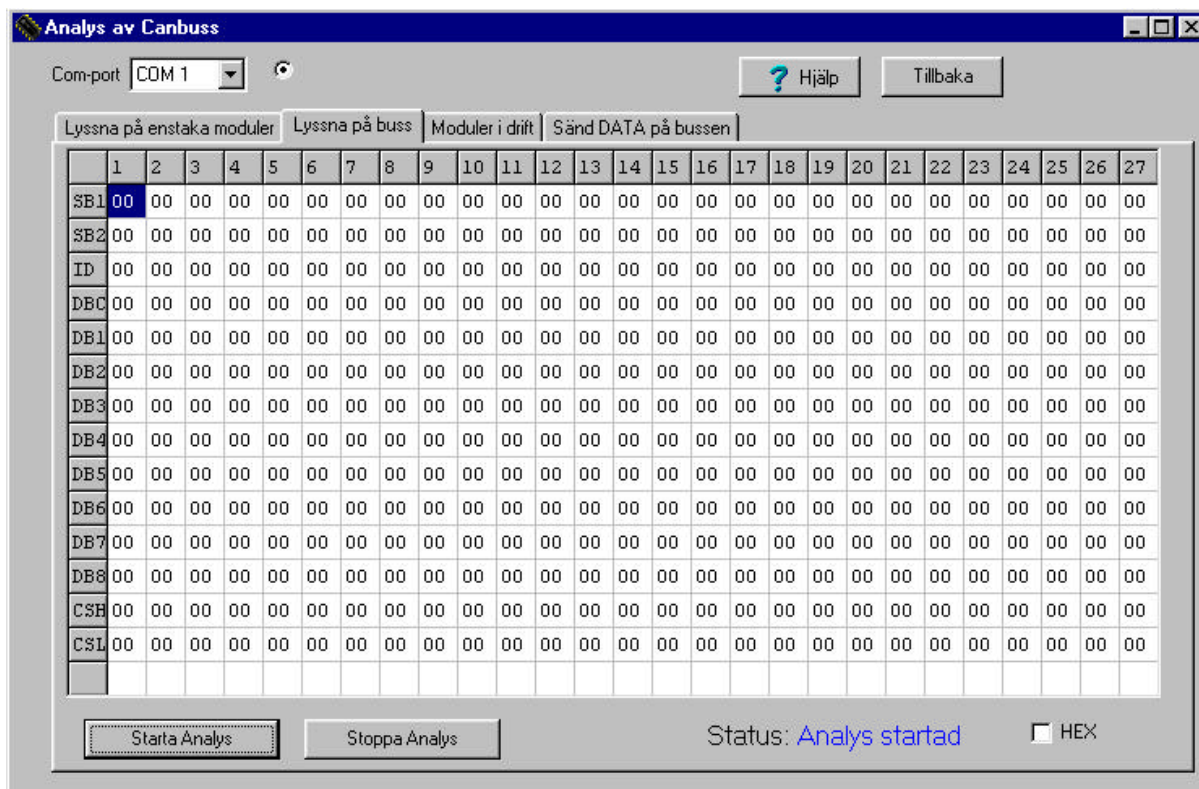 Analys av Canbuss
Com-port COM 1 Hjälp Tillbaka
Lyssna på enstaka moduler Lyssna på buss Moduler i drift Sänd DATA på bussen
1 2 3 4 5 6 7 8 9 10 11 12 13 14 15 16 17 18 19 20 21 22 23 24 25 26 27
SB1 00 00 00 00 00 00 00 00 00 00 00 00 00 00 00 00 00 00 00 00 00 00 00 00 00 00 00
SB2 00 00 00 00 00 00 00 00 00 00 00 00 00 00 00 00 00 00 00 00 00 00 00 00 00 00 00
ID 00 00 00 00 00 00 00 00 00 00 00 00 00 00 00 00 00 00 00 00 00 00 00 00 00 00 00
DBC 00 00 00 00 00 00 00 00 00 00 00 00 00 00 00 00 00 00 00 00 00 00 00 00 00 00 00
DB1 00 00 00 00 00 00 00 00 00 00 00 00 00 00 00 00 00 00 00 00 00 00 00 00 00 00 00
DB2 00 00 00 00 00 00 00 00 00 00 00 00 00 00 00 00 00 00 00 00 00 00 00 00 00 00 00
DB3 00 00 00 00 00 00 00 00 00 00 00 00 00 00 00 00 00 00 00 00 00 00 00 00 00 00 00
DB4 00 00 00 00 00 00 00 00 00 00 00 00 00 00 00 00 00 00 00 00 00 00 00 00 00 00 00
DB5 00 00 00 00 00 00 00 00 00 00 00 00 00 00 00 00 00 00 00 00 00 00 00 00 00 00 00
DB6 00 00 00 00 00 00 00 00 00 00 00 00 00 00 00 00 00 00 00 00 00 00 00 00 00 00 00
DB7 00 00 00 00 00 00 00 00 00 00 00 00 00 00 00 00 00 00 00 00 00 00 00 00 00 00 00
DB8 00 00 00 00 00 00 00 00 00 00 00 00 00 00 00 00 00 00 00 00 00 00 00 00 00 00 00
CSH 00 00 00 00 00 00 00 00 00 00 00 00 00 00 00 00 00 00 00 00 00 00 00 00 00 00 00
CSL 00 00 00 00 00 00 00 00 00 00 00 00 00 00 00 00 00 00 00 00 00 00 00 00 00 00 00
Starta Analys Stoppa Analys Status: Analys startad HEX